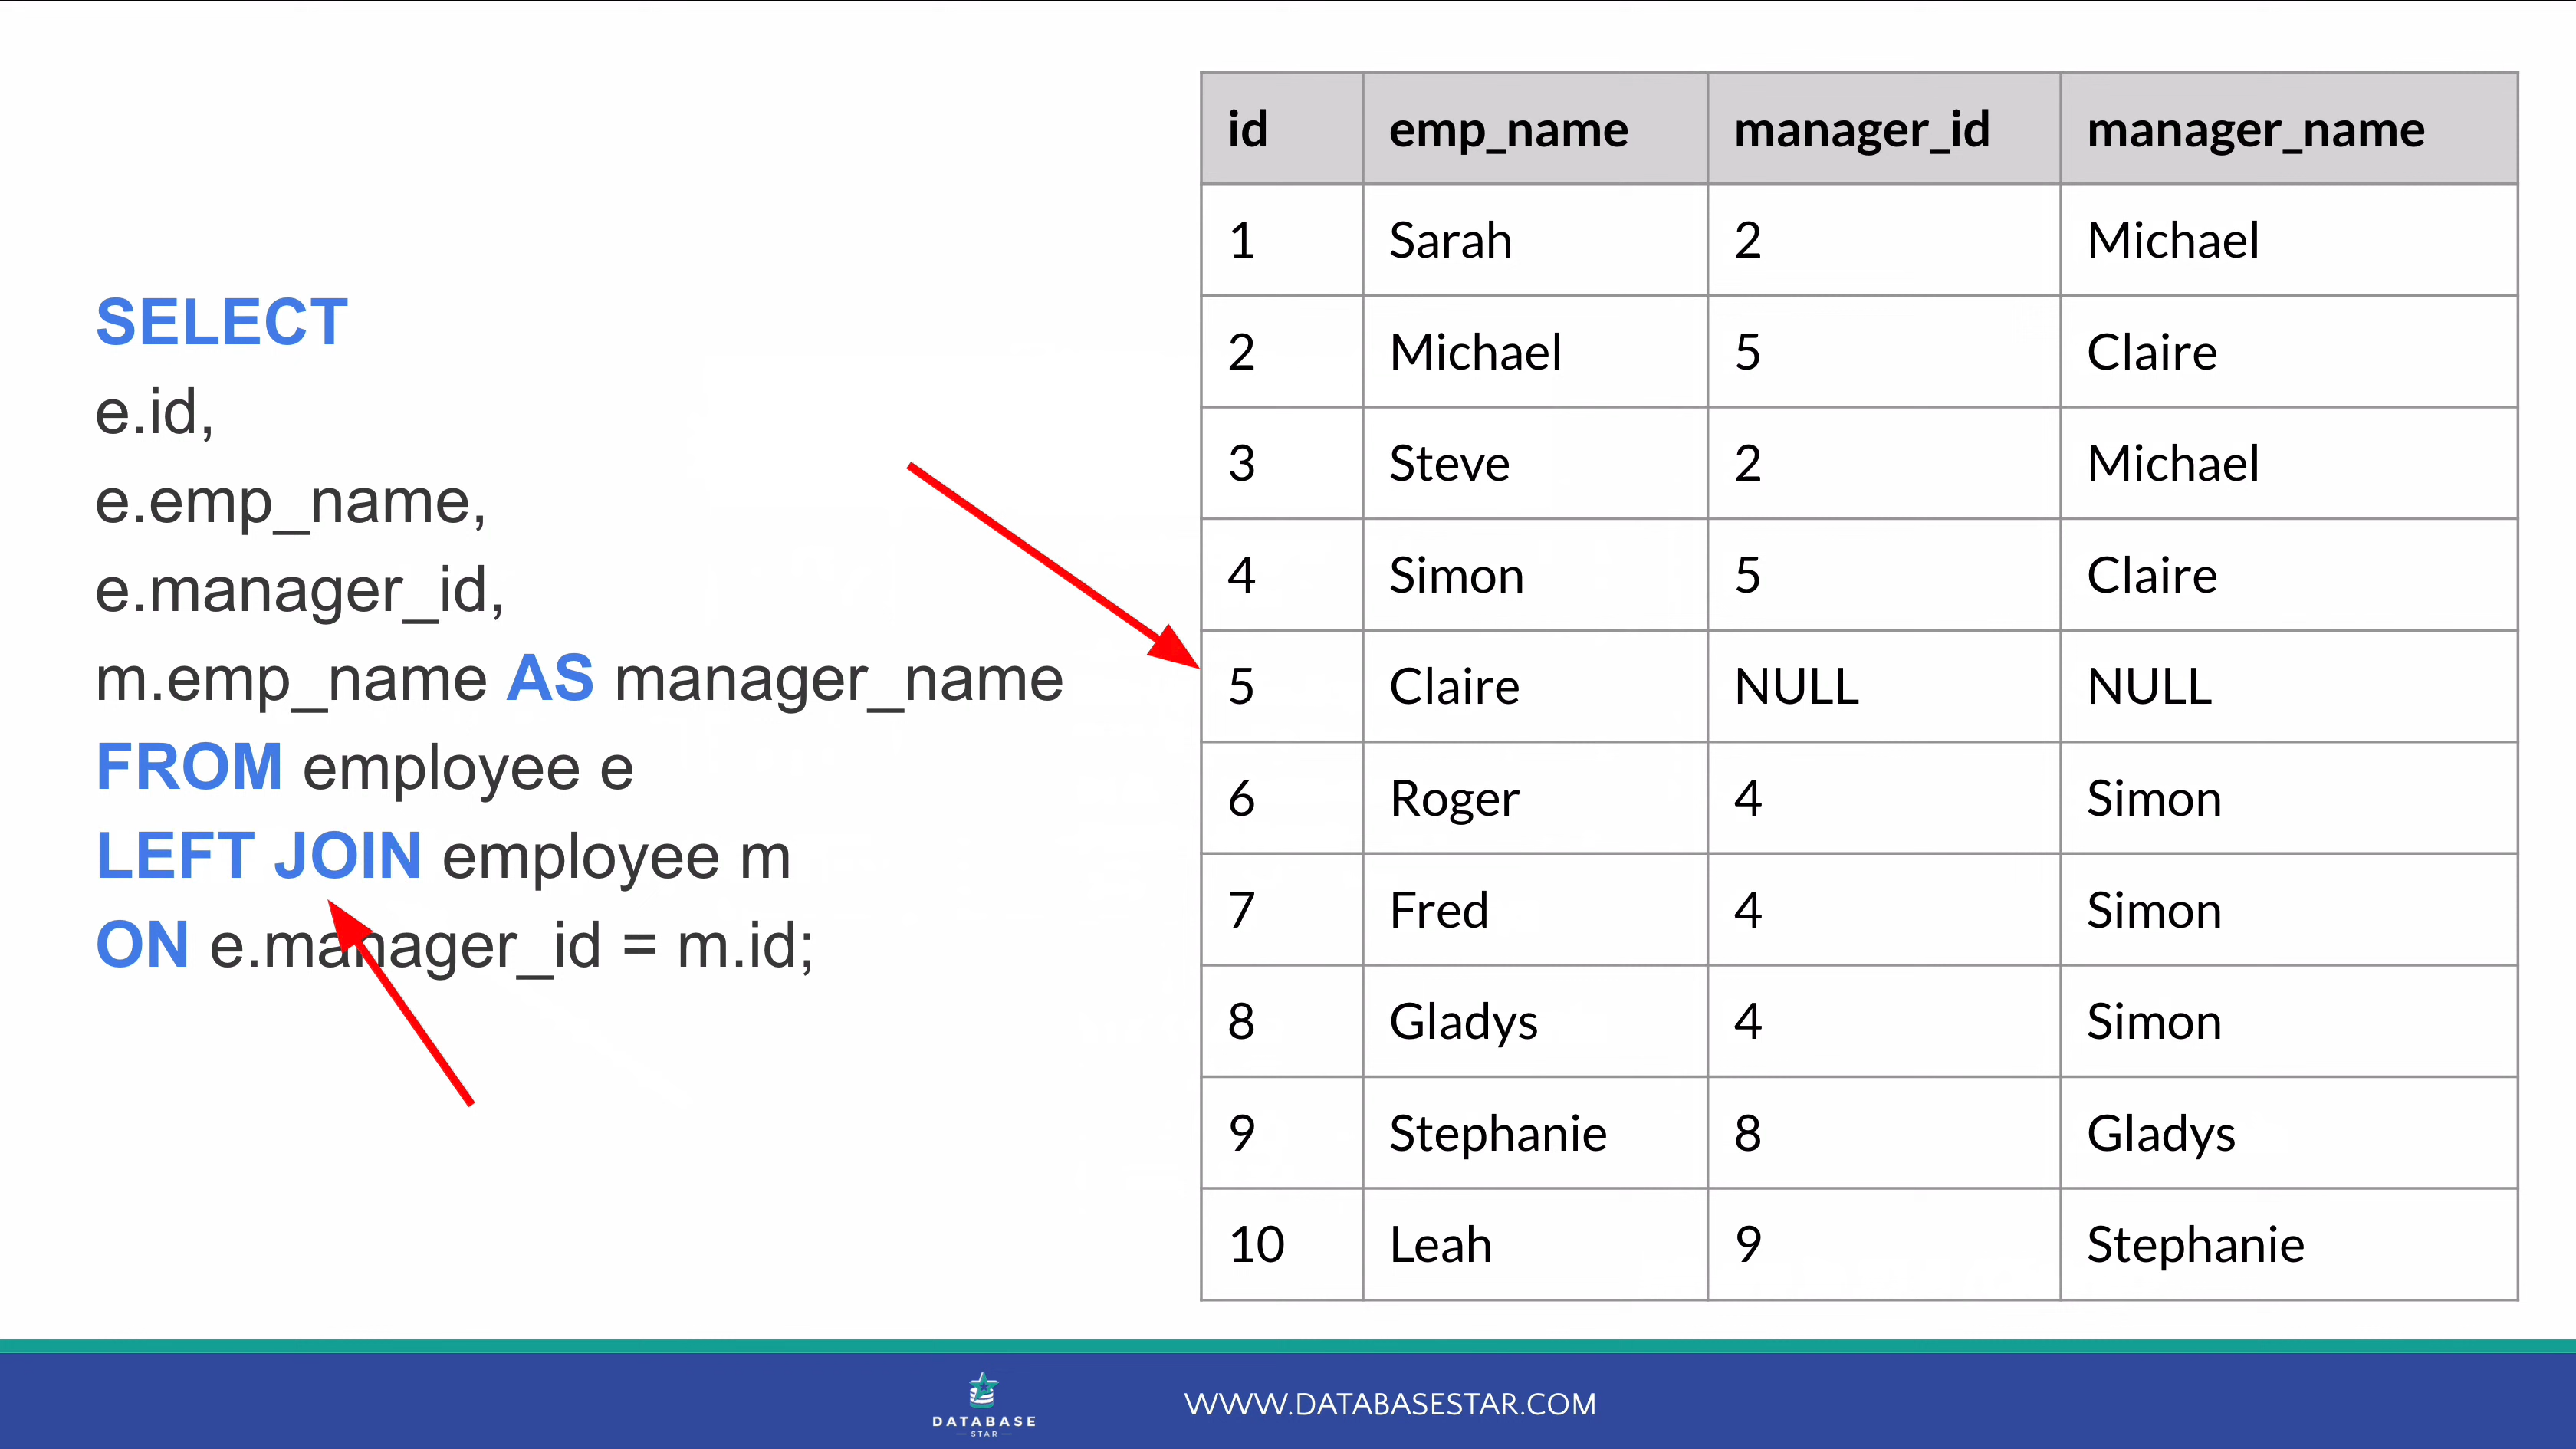 SELECT
e.id,
e.emp_name,
e.manager_id,
m.emp_name AS manager_name
FROM employee e
LEFT JOIN employee m
ON e.manager_id = m.id;
id emp_name manager_id manager_name
1 Sarah 2 Michael
2 Michael 5 Claire
3 Steve 2 Michael
4 Simon 5 Claire
5 Claire NULL NULL
6 Roger 4 Simon
7 Fred 4 Simon
8 Gladys 4 Simon
9 Stephanie 8 Gladys
10 Leah 9 Stephanie
DATABASE
STAR
WWW.DATABASESTAR.COM